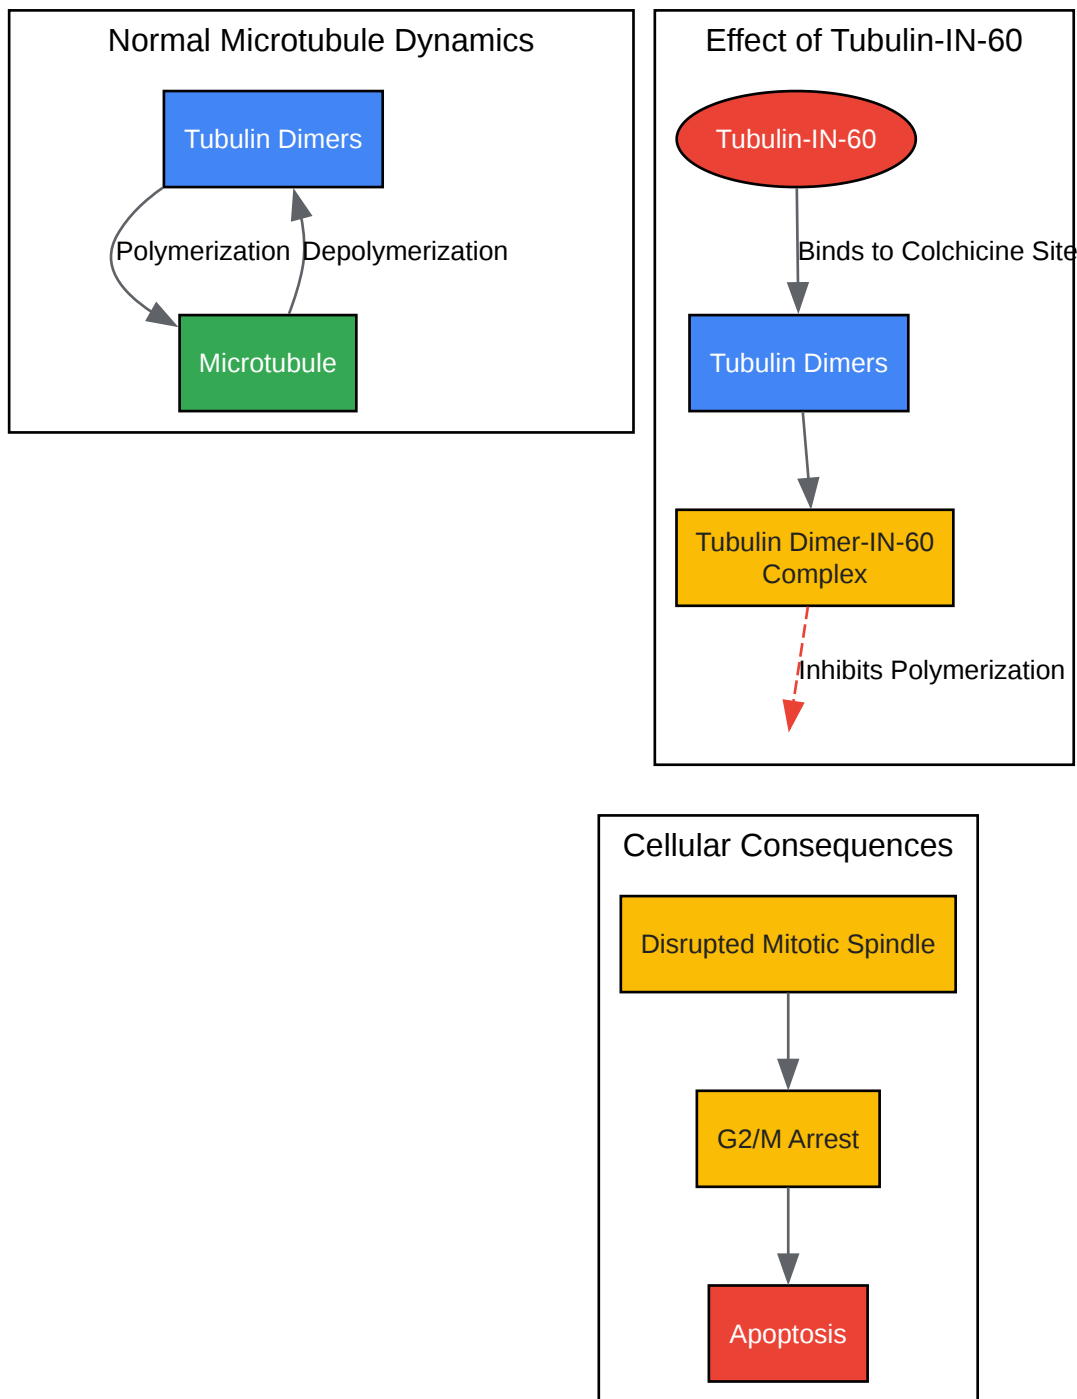 Normal Microtubule Dynamics
Tubulin Dimers
Polymerization
Depolymerization
Microtubule
Effect of Tubulin-IN-60
Tubulin-IN-60
Binds to Colchicine Site
Tubulin Dimers
Tubulin Dimer-IN-60
Complex
Inhibits Polymerization
Cellular Consequences
Disrupted Mitotic Spindle
G2/M Arrest
Apoptosis